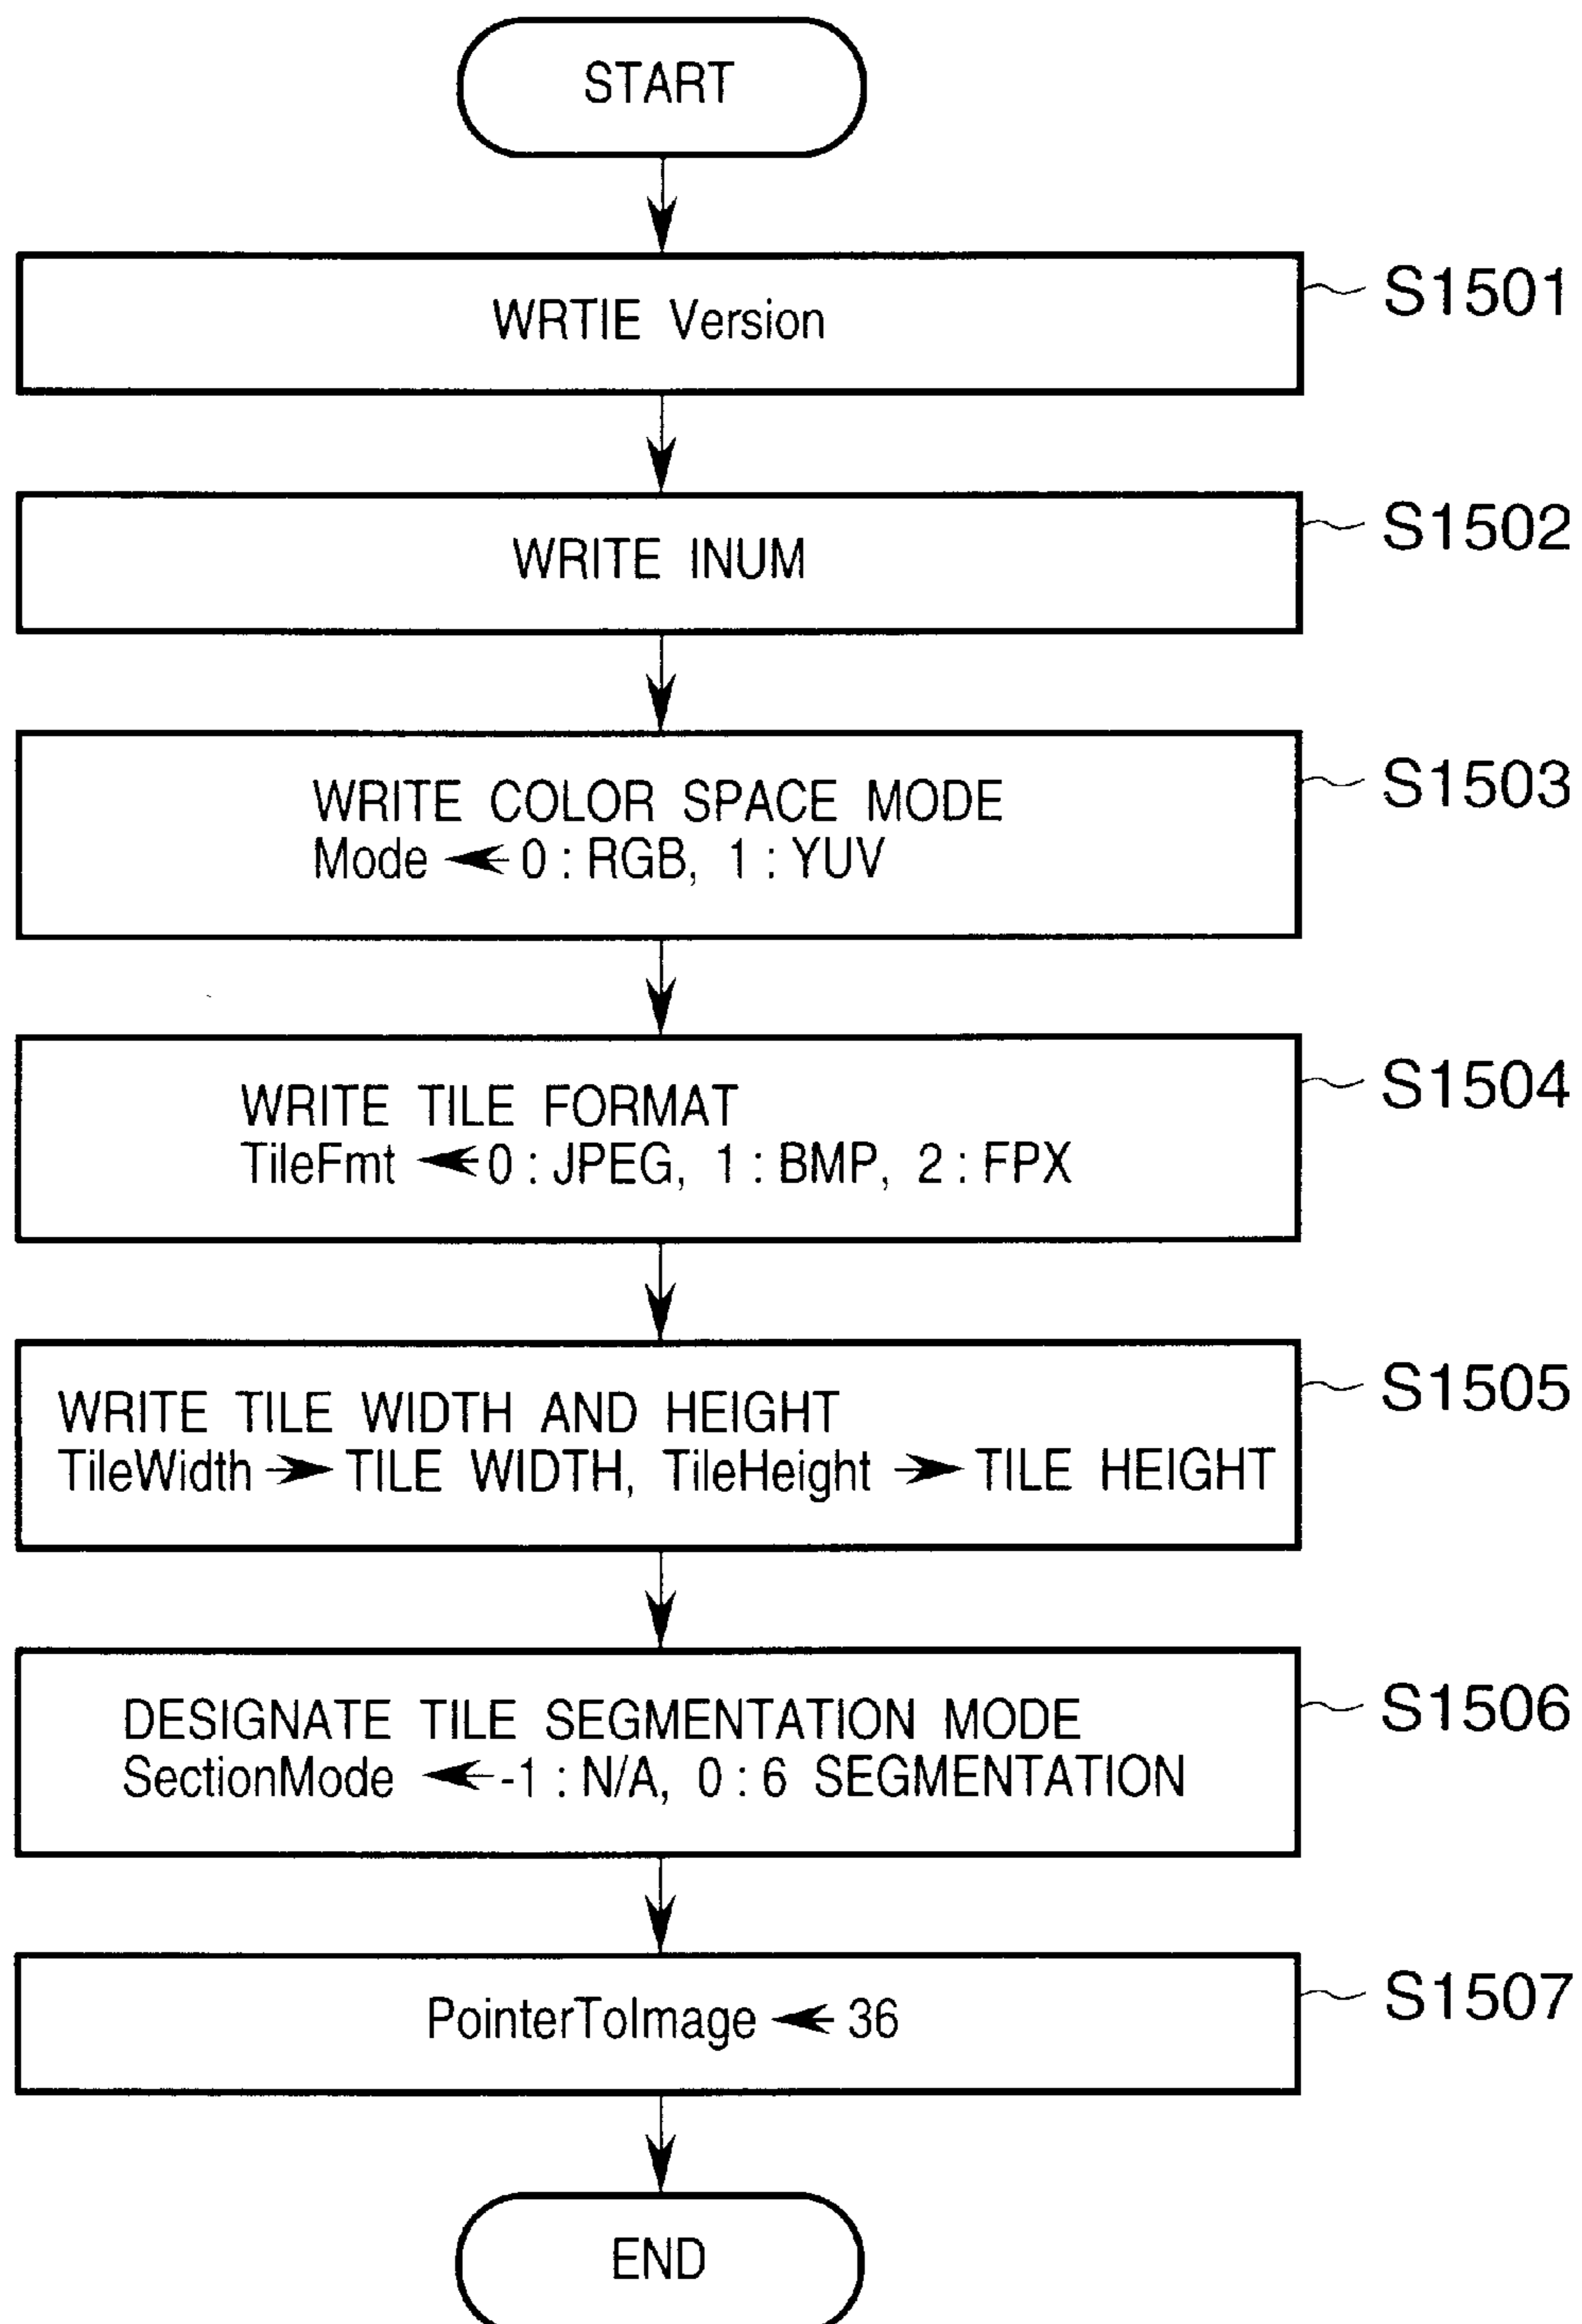 START
WRTIE Version
S1501
WRITE INUM
S1502
WRITE COLOR SPACE MODE
Mode ← 0 : RGB, 1 : YUV
S1503
WRITE TILE FORMAT
TileFmt ← 0 : JPEG, 1 : BMP, 2 : FPX
S1504
WRITE TILE WIDTH AND HEIGHT
TileWidth → TILE WIDTH, TileHeight → TILE HEIGHT
S1505
DESIGNATE TILE SEGMENTATION MODE
SectionMode ← -1 : N/A, 0 : 6 SEGMENTATION
S1506
PointerToImage ← 36
S1507
END